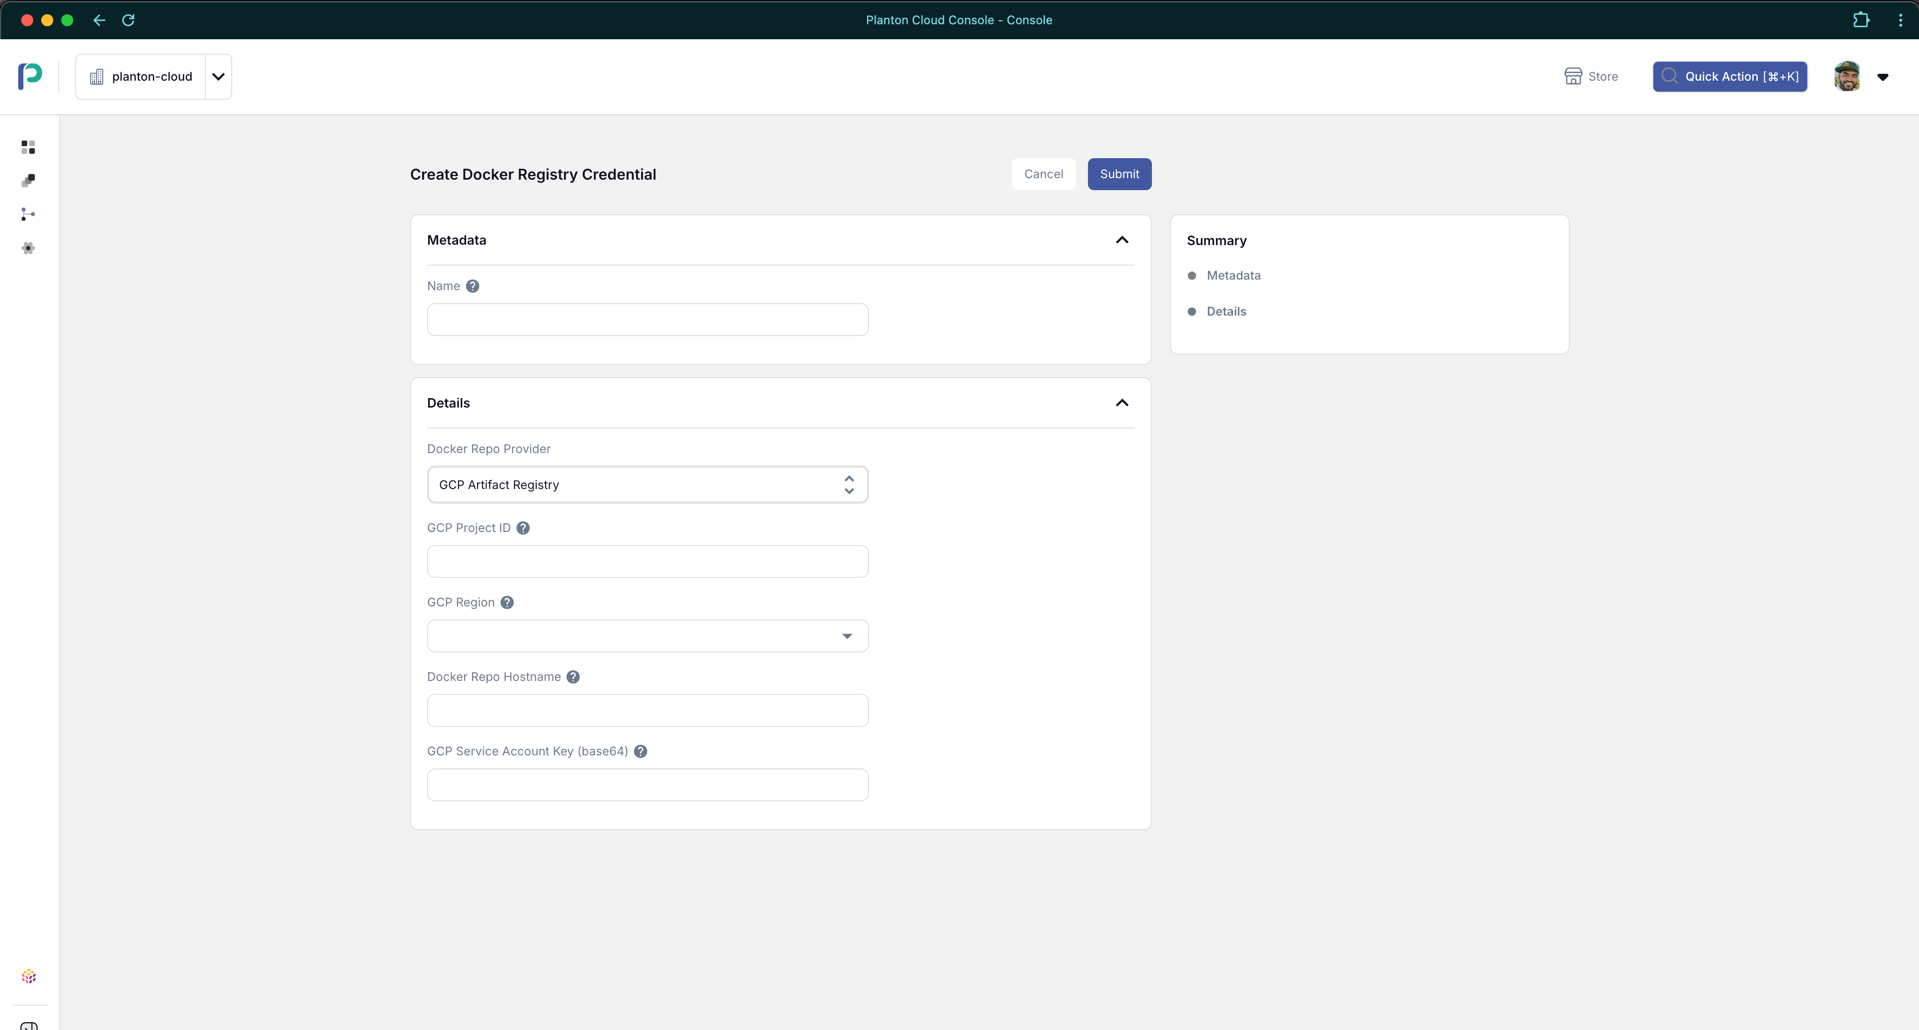 Planton Cloud Console - Console
planton-cloud
Store
Quick Action [⌘+K]
Create Docker Registry Credential
Cancel
Submit
Metadata
Name
Summary
Metadata
Details
Details
Docker Repo Provider
GCP Artifact Registry
GCP Project ID
GCP Region
Docker Repo Hostname
GCP Service Account Key (base64)